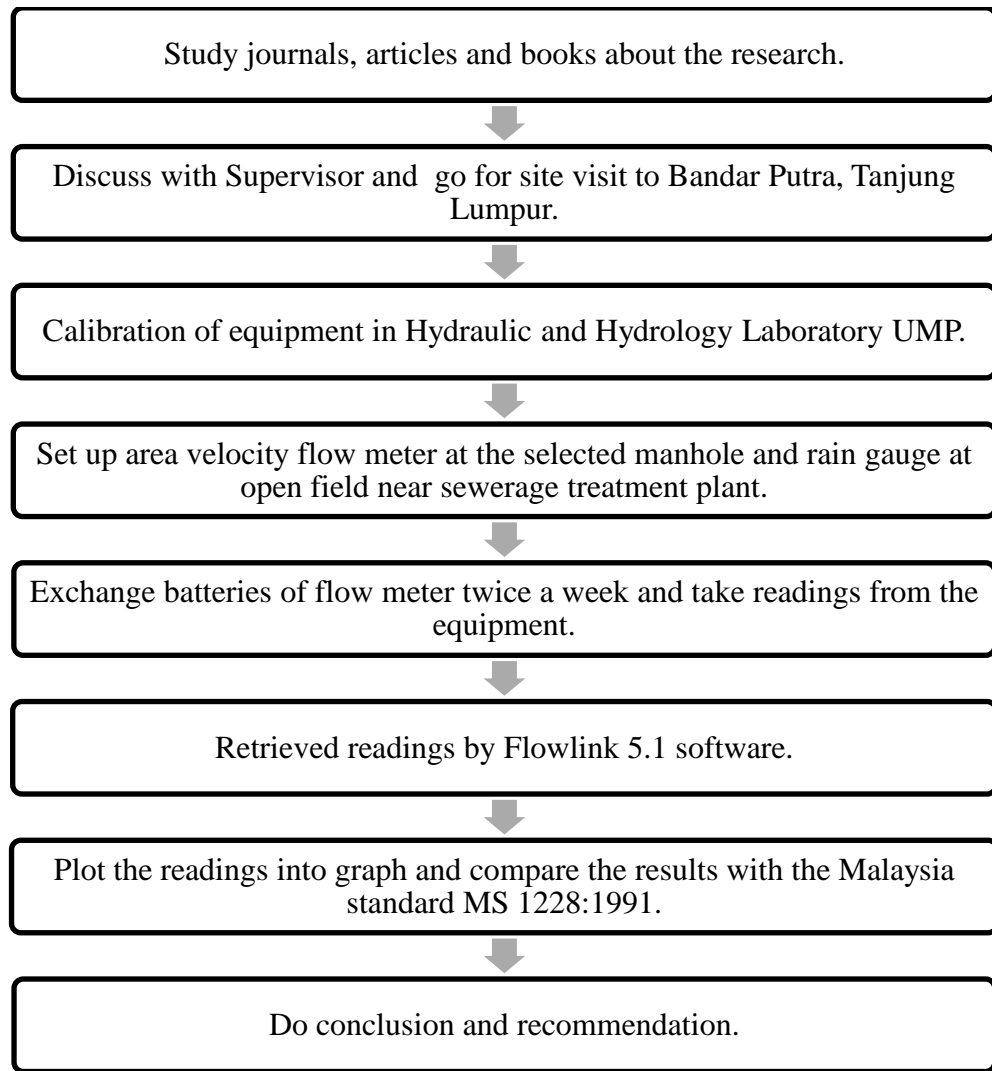 Study journals, articles and books about the research.
Discuss with Supervisor and  go for site visit to Bandar Putra, Tanjung
Lumpur.
Calibration of equipment in Hydraulic and Hydrology Laboratory UMP.
Set up area velocity flow meter at the selected manhole and rain gauge at
open field near sewerage treatment plant.
Exchange batteries of flow meter twice a week and take readings from the
equipment.
Retrieved readings by Flowlink 5.1 software.
Plot the readings into graph and compare the results with the Malaysia
standard MS 1228:1991.
Do conclusion and recommendation.